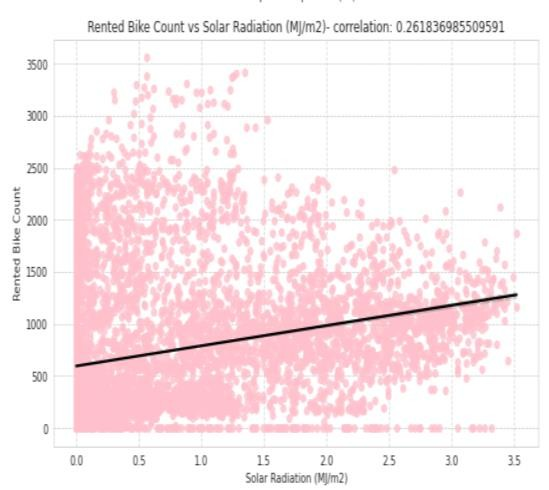 Rented Bike Count vs Solar Radiation (MJ/m2)- correlation: 0.261836985509591
3500
3000
2500
2000
1500
1000
500
0
Rented Bike Count
0.0 0.5 1.0 1.5 2.0 2.5 3.0 3.5
Solar Radiation (MJ/m2)